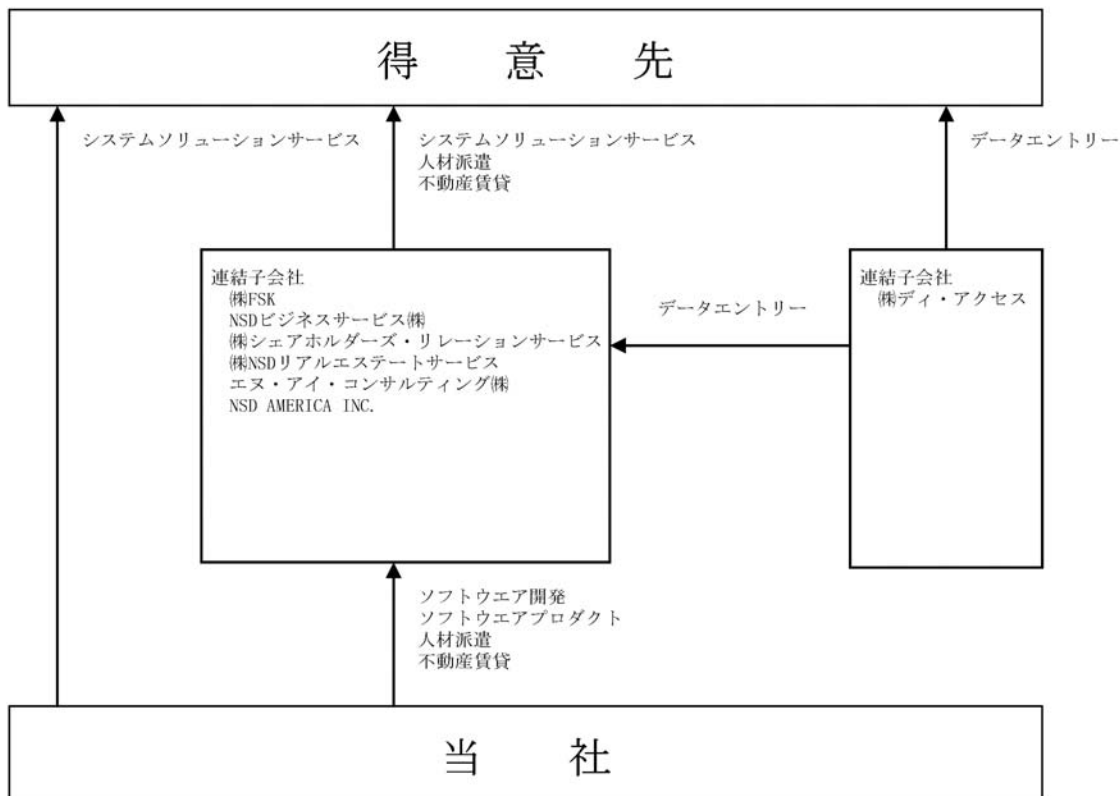 得　意　先
システムソリューションサービス
システムソリューションサービス
人材派遣
不動産賃貸
データエントリー
連結子会社
㈱FSK
NSDビジネスサービス㈱
㈱シェアホルダーズ・リレーションサービス
㈱NSDリアルエステートサービス
エヌ・アイ・コンサルティング㈱
NSD AMERICA INC.
データエントリー
連結子会社
㈱ディ・アクセス
ソフトウエア開発
ソフトウエアプロダクト
人材派遣
不動産賃貸
当　社